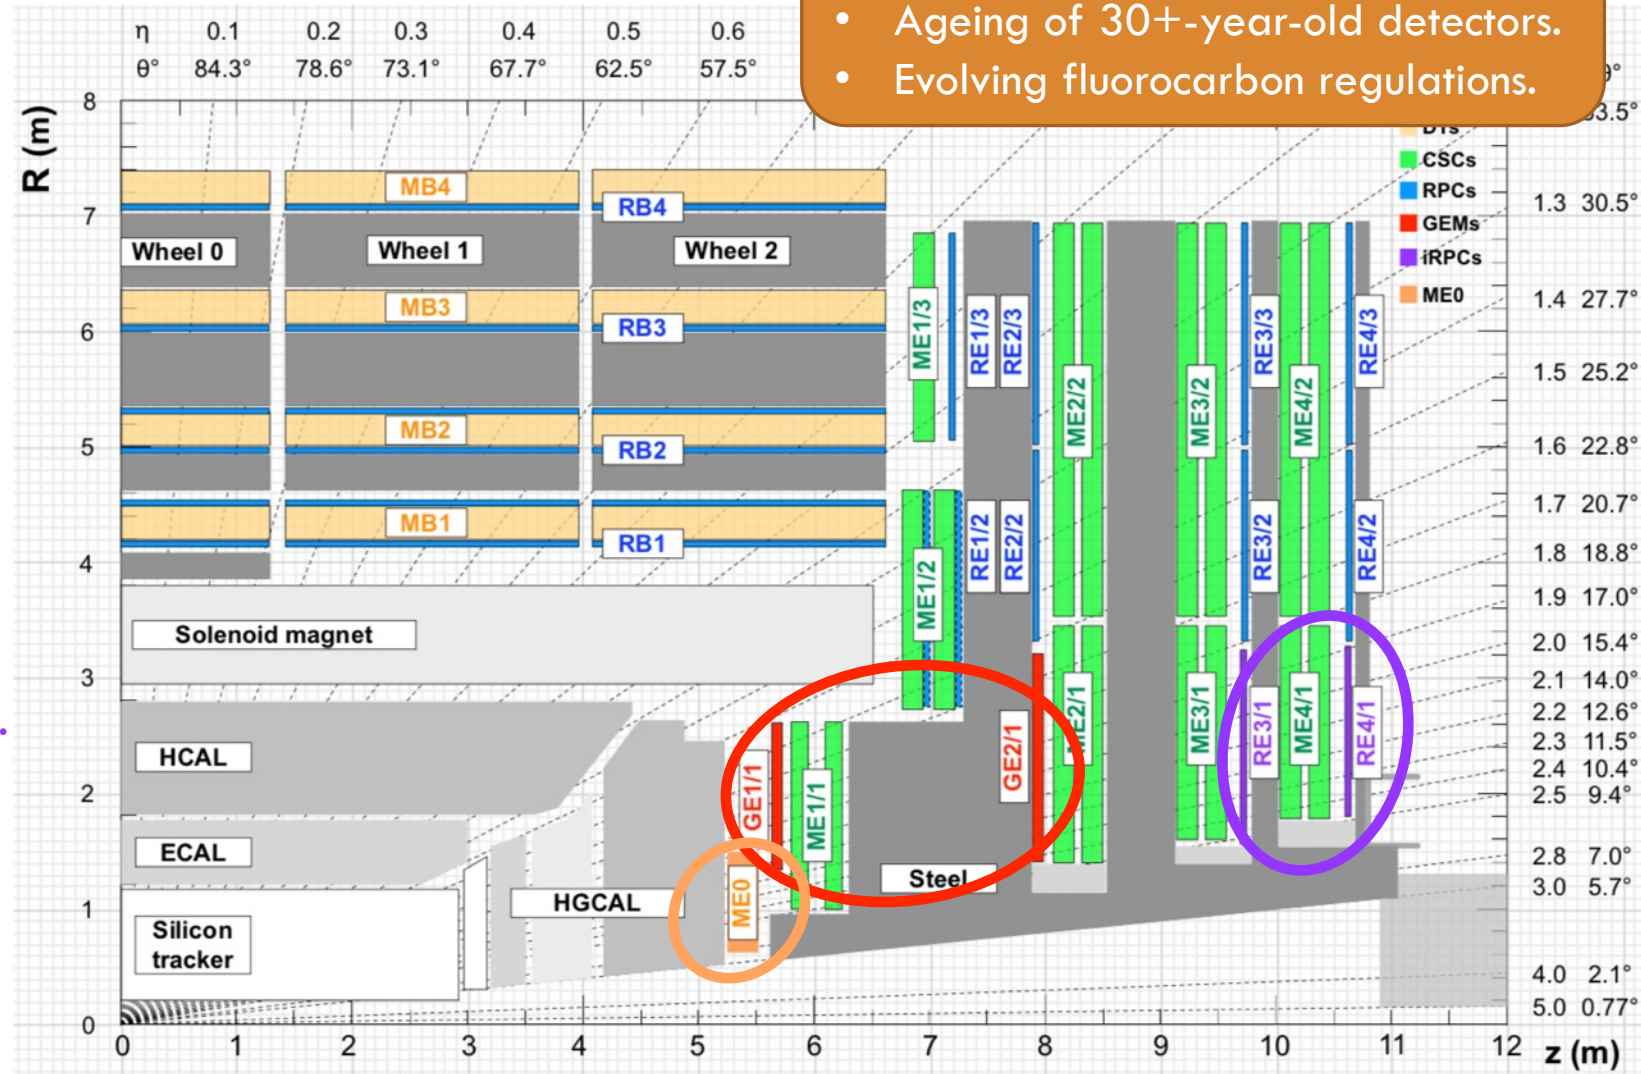 • Ageing of 30+-year-old detectors.
• Evolving fluorocarbon regulations.
η 0.1 0.2 0.3 0.4 0.5 0.6
θ° 84.3° 78.6° 73.1° 67.7° 62.5° 57.5°
R (m)
8
7
6
5
4
3
2
1
0
0 1 2 3 4 5 6 7 8 9 10 11 12 z (m)
DTs
CSCs
RPCs
GEMs
iRPCs
ME0
33.5°
1.3 30.5°
1.4 27.7°
1.5 25.2°
1.6 22.8°
1.7 20.7°
1.8 18.8°
1.9 17.0°
2.0 15.4°
2.1 14.0°
2.2 12.6°
2.3 11.5°
2.4 10.4°
2.5 9.4°
2.8 7.0°
3.0 5.7°
4.0 2.1°
5.0 0.77°
MB4
RB4
Wheel 0
Wheel 1
Wheel 2
MB3
RB3
MB2
RB2
MB1
RB1
Solenoid magnet
HCAL
ECAL
Silicon
tracker
HGCAL
Steel
ME0
GE1/1
ME1/1
ME1/2
ME1/3
RE1/3
RE2/3
RE1/2
RE2/2
GE2/1
ME2/2
ME2/1
ME3/2
ME3/1
RE3/3
RE3/2
RE3/1
ME4/2
ME4/1
RE4/3
RE4/2
RE4/1